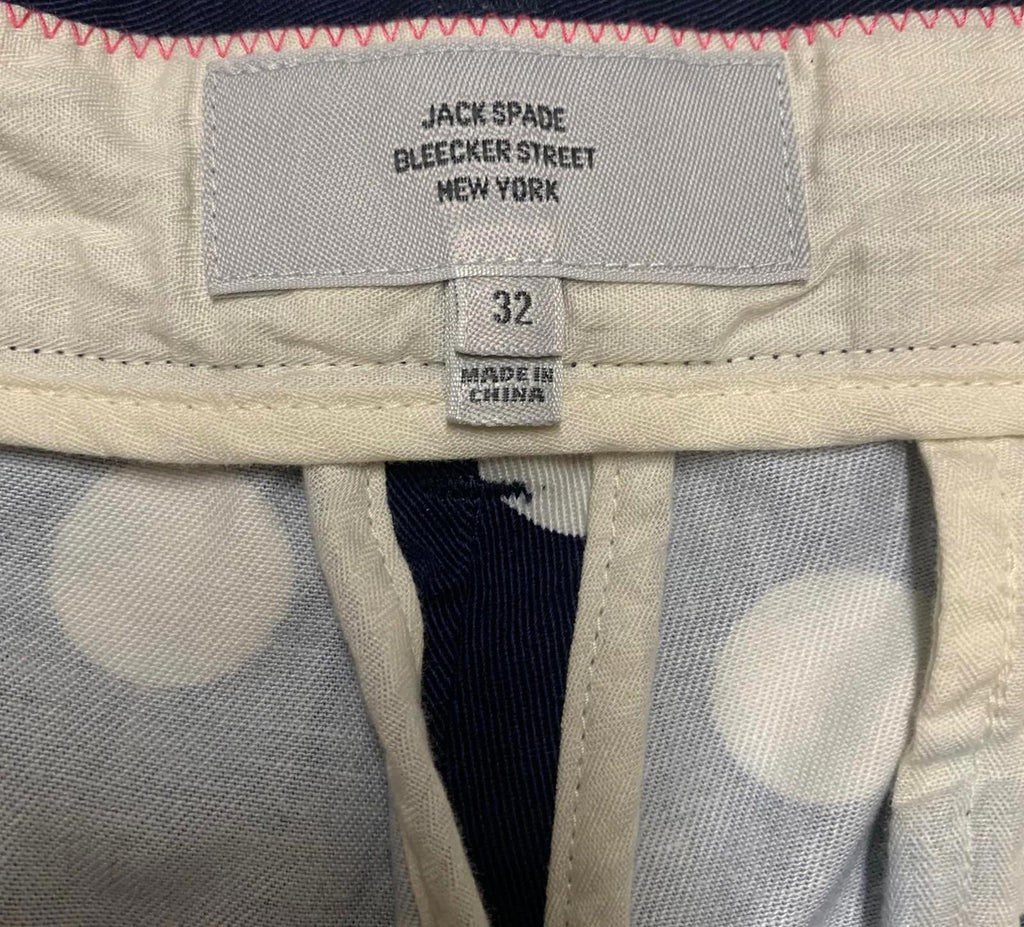 JACK SPADE
BLEECKER STREET
NEW YORK
32
MADE IN
CHINA